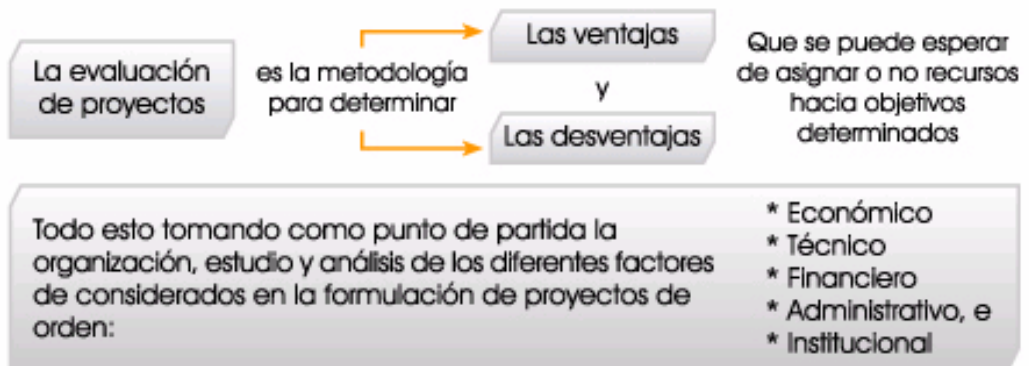 La evaluación
de proyectos
es la metodología
para determinar
Las ventajas
y
Las desventajas
Que se puede esperar
de asignar o no recursos
hacia objetivos
determinados
Todo esto tomando como punto de partida la
organización, estudio y análisis de los diferentes factores
de considerados en la formulación de proyectos de
orden:
* Económico
* Técnico
* Financiero
* Administrativo, e
* Institucional